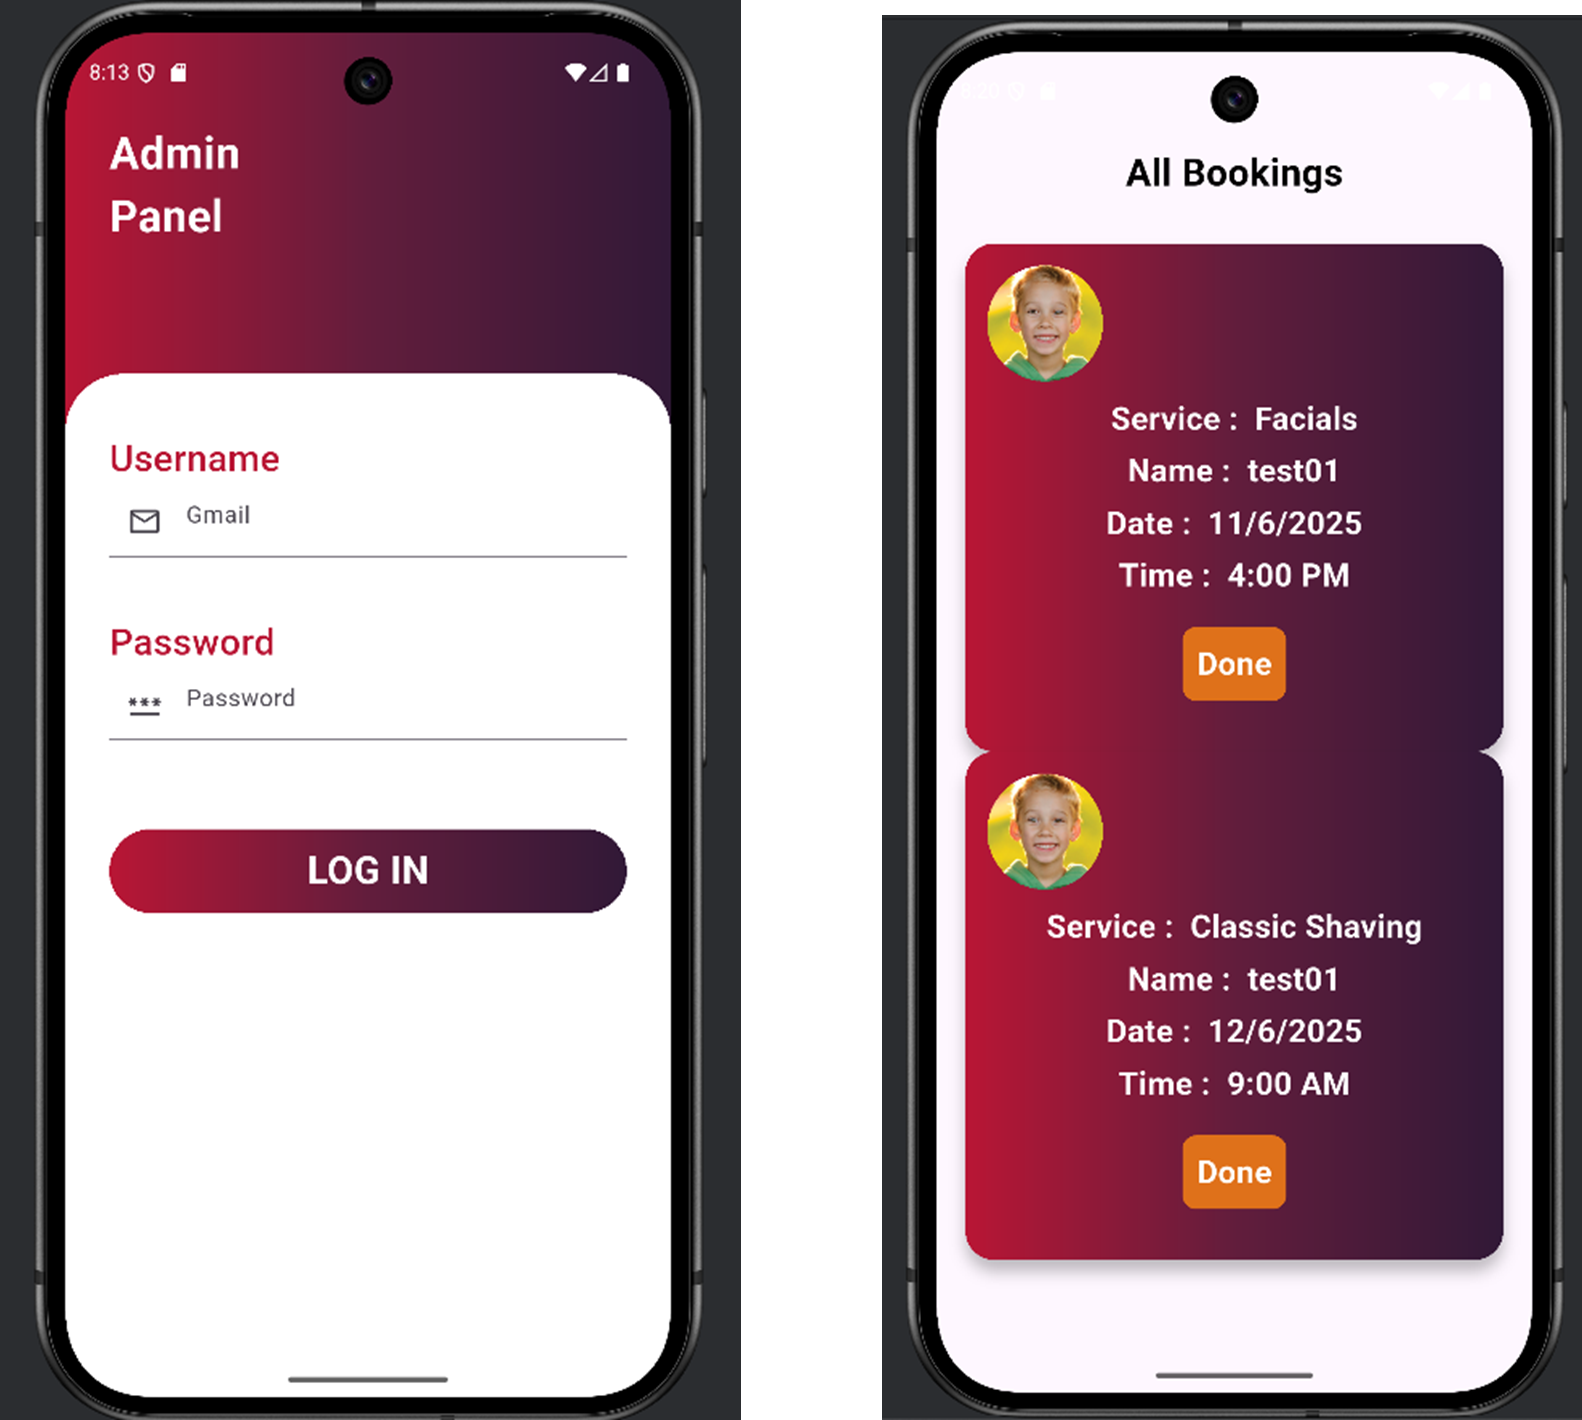 8:13
Admin
Panel
Username
Gmail
Password
***
Password
LOG IN
8:20
All Bookings
Service : Facials
Name : test01
Date : 11/6/2025
Time : 4:00 PM
Done
Service : Classic Shaving
Name : test01
Date : 12/6/2025
Time : 9:00 AM
Done